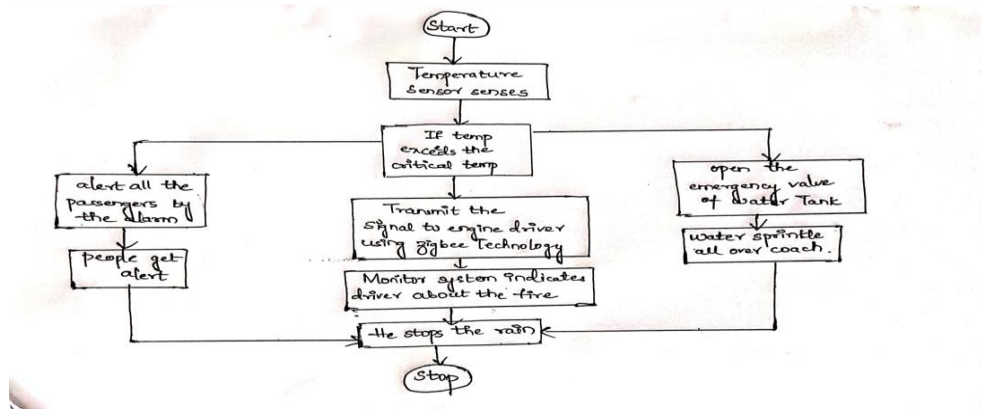 Start
Temperature
Sensor senses
If temp
exceeds the
critical temp
alert all the
passengers by
the alarm
people get
alert
Transmit the
signal to engine driver
using zigbee Technology
Monitor system indicates
driver about the fire
open the
emergency valve
of water Tank
water sprinkle
all over coach.
He stops the rain
Stop